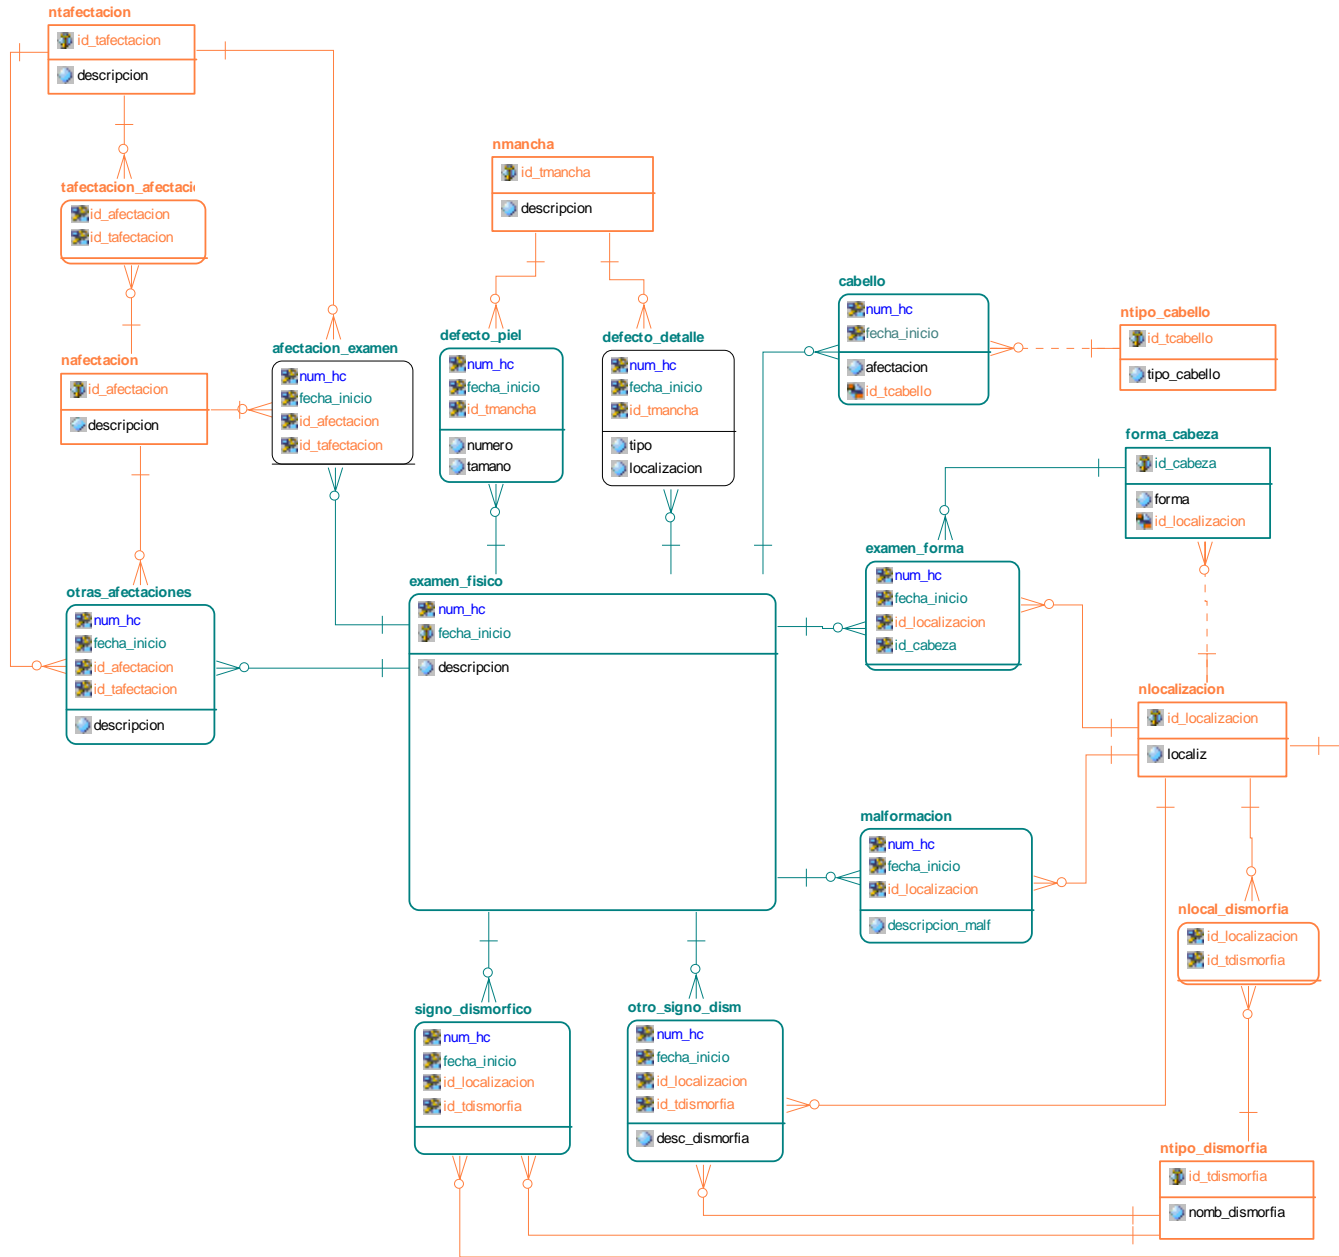 ntafectacion
id_tafectacion
descripcion
tafectacion_afectaci
id_afectacion
id_tafectacion
nafectacion
id_afectacion
descripcion
afectacion_examen
num_hc
fecha_inicio
id_afectacion
id_tafectacion
nmancha
id_tmancha
descripcion
defecto_piel
num_hc
fecha_inicio
id_tmancha
numero
tamano
defecto_detalle
num_hc
fecha_inicio
id_tmancha
tipo
localizacion
cabello
num_hc
fecha_inicio
afectacion
id_tcabello
ntipo_cabello
id_tcabello
tipo_cabello
forma_cabeza
id_cabeza
forma
id_localizacion
examen_forma
num_hc
fecha_inicio
id_localizacion
id_cabeza
otras_afectaciones
num_hc
fecha_inicio
id_afectacion
id_tafectacion
descripcion
examen_fisico
num_hc
fecha_inicio
descripcion
nlocalizacion
id_localizacion
localiz
malformacion
num_hc
fecha_inicio
id_localizacion
descripcion_malf
nlocal_dismorfia
id_localizacion
id_tdismorfia
signo_dismorfico
num_hc
fecha_inicio
id_localizacion
id_tdismorfia
otro_signo_dism
num_hc
fecha_inicio
id_localizacion
id_tdismorfia
desc_dismorfia
ntipo_dismorfia
id_tdismorfia
nomb_dismorfia